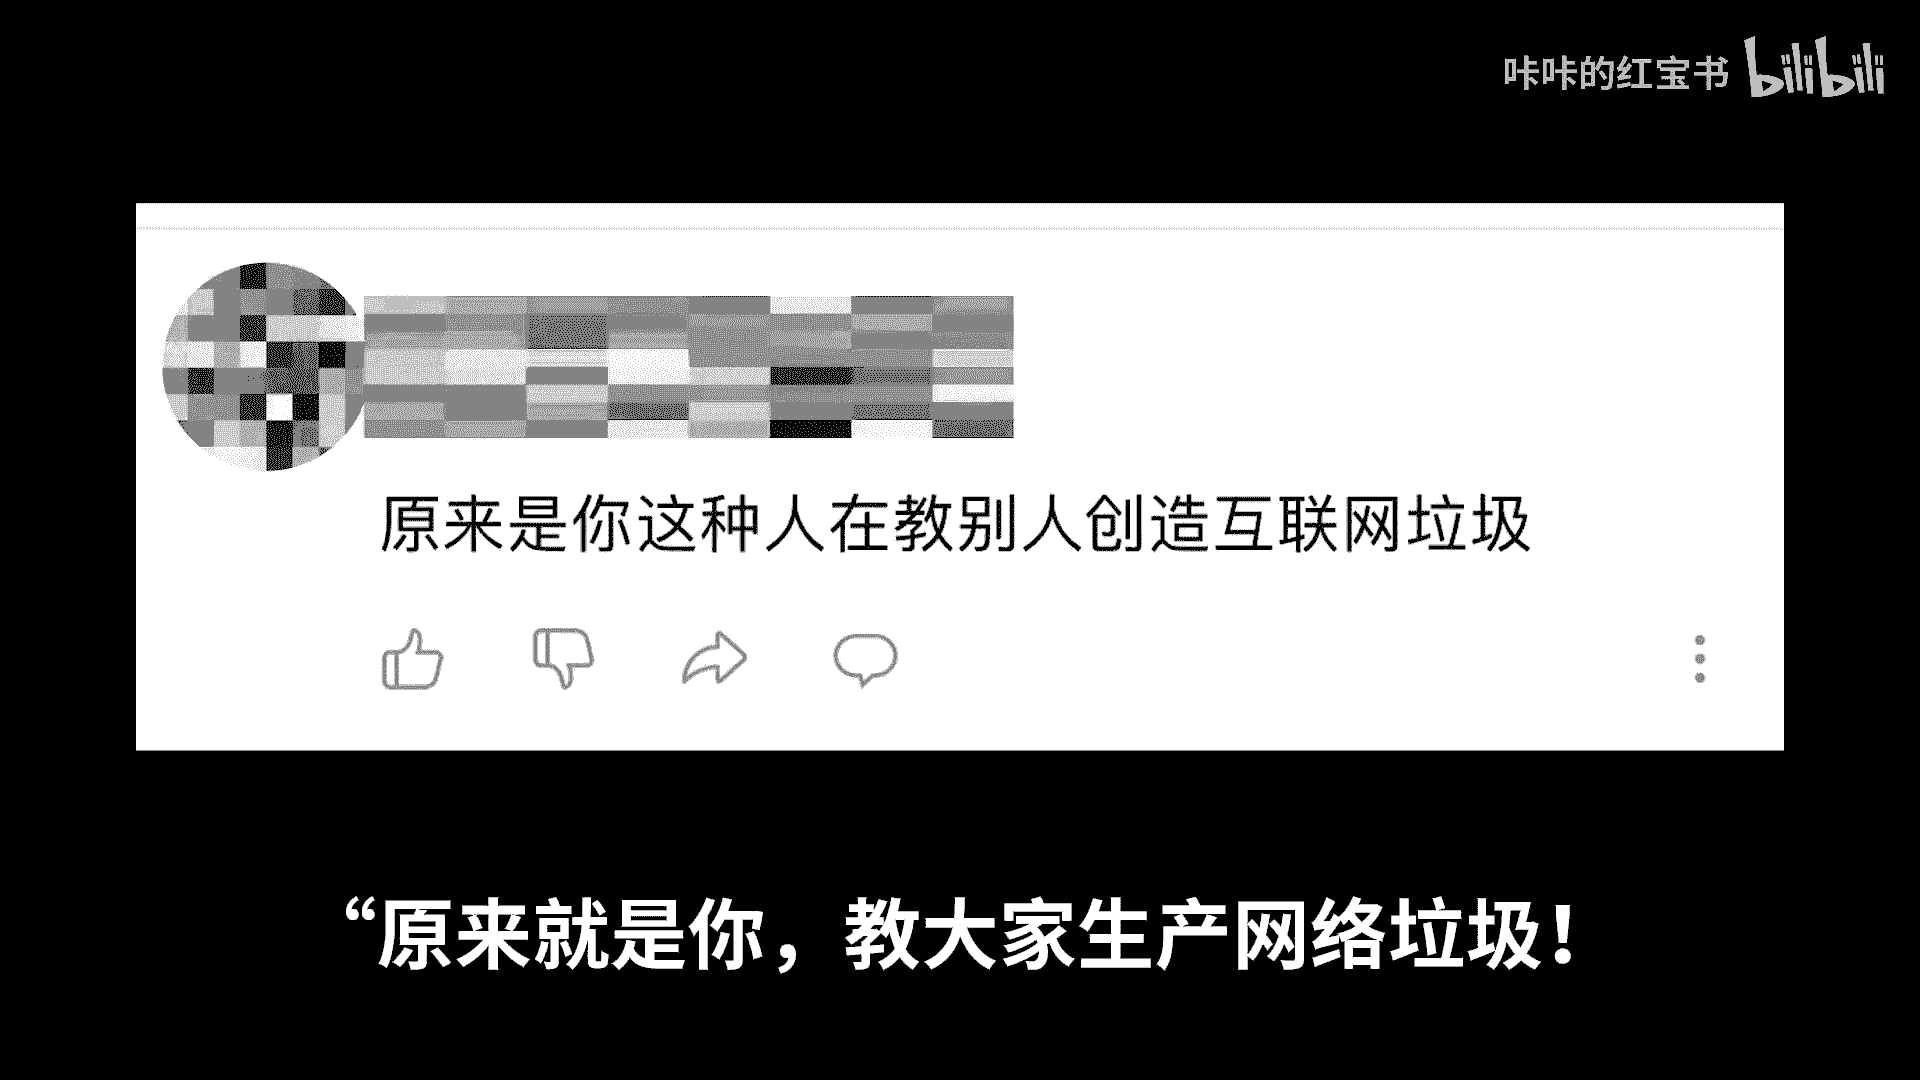 咔咔的红宝书 bilibili
原来是你这种人在教别人创造互联网垃圾
“原来就是你，教大家生产网络垃圾！